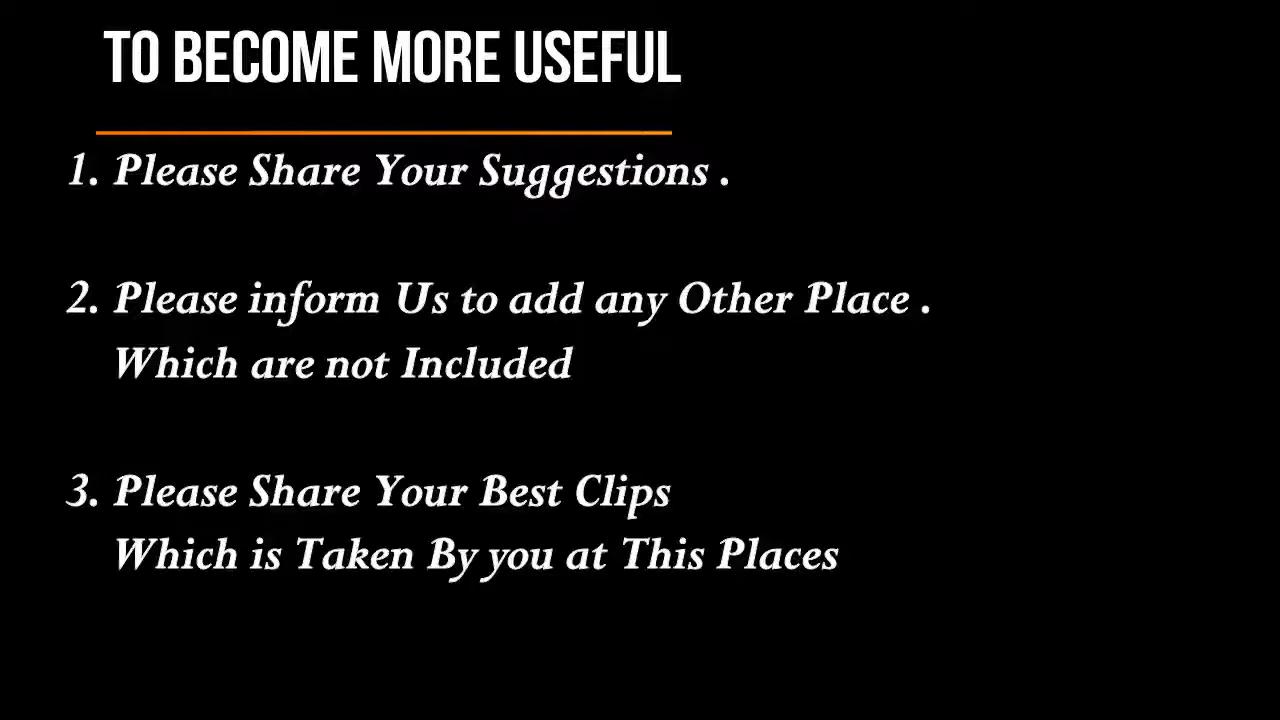 TO BECOME MORE USEFUL
1. Please Share Your Suggestions .
2. Please inform Us to add any Other Place .
Which are not Included
3. Please Share Your Best Clips
Which is Taken By you at This Places